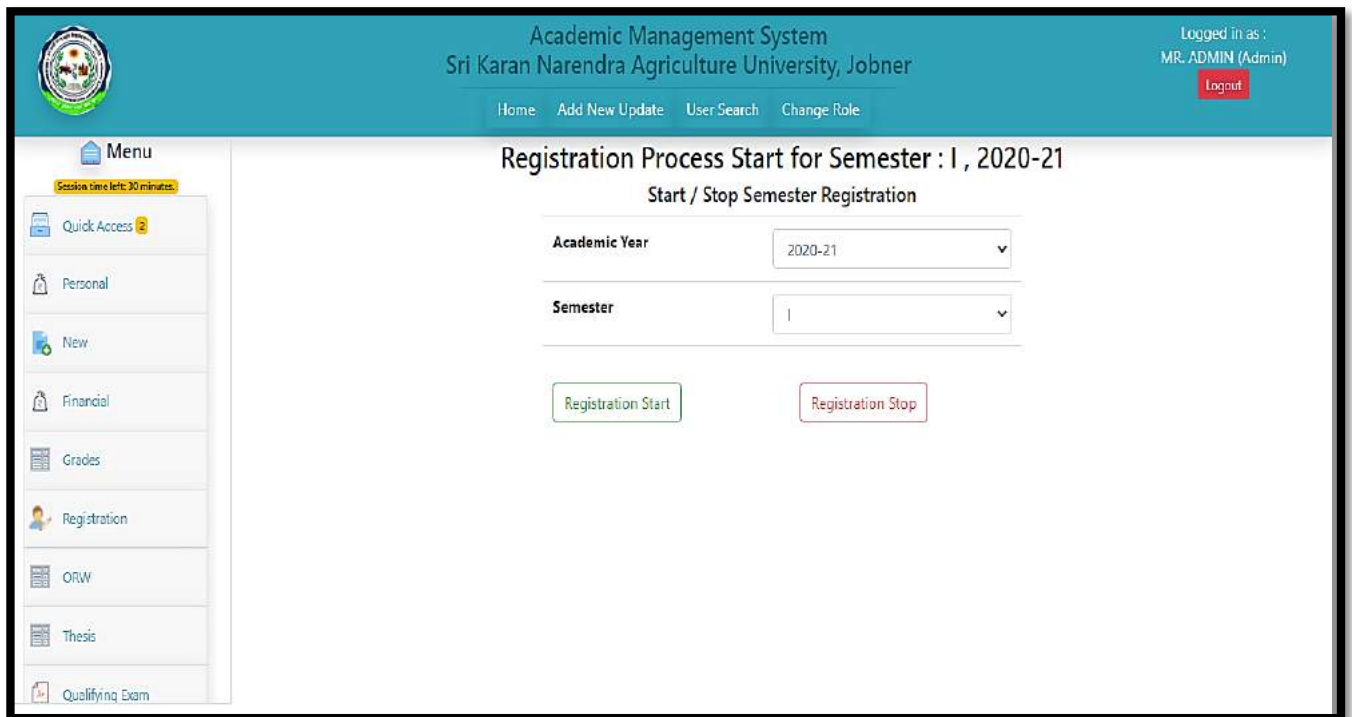 Academic Management System
Sri Karan Narendra Agriculture University, Jobner
Home Add New Update User Search Change Role
Logged in as :
MR. ADMIN (Admin)
Logout
Menu
Session time left: 30 minutes.
Quick Access 2
Personal
New
Financial
Grades
Registration
ORW
Thesis
Qualifying Exam
Registration Process Start for Semester : I , 2020-21
Start / Stop Semester Registration
Academic Year 2020-21
Semester I
Registration Start Registration Stop